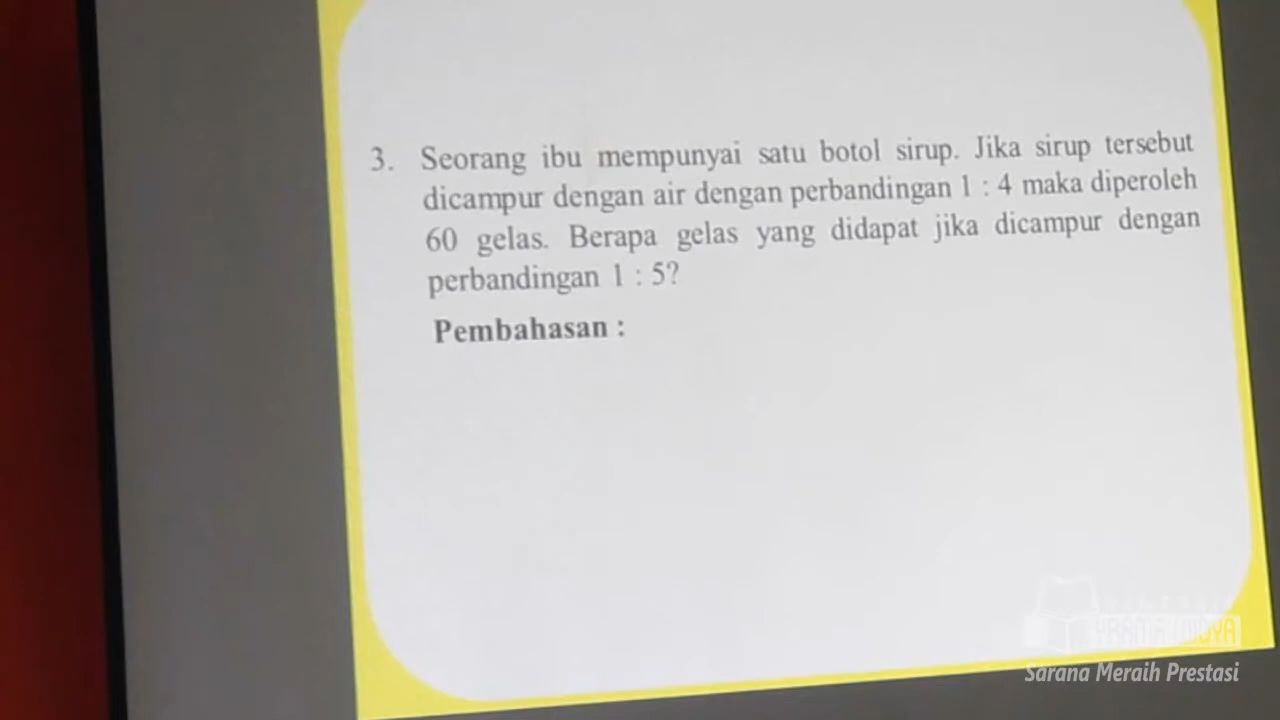 3. Seorang ibu mempunyai satu botol sirup. Jika sirup tersebut
dicampur dengan air dengan perbandingan 1 : 4 maka diperoleh
60 gelas. Berapa gelas yang didapat jika dicampur dengan
perbandingan 1 : 5?
Pembahasan :
Sarana Meraih Prestasi